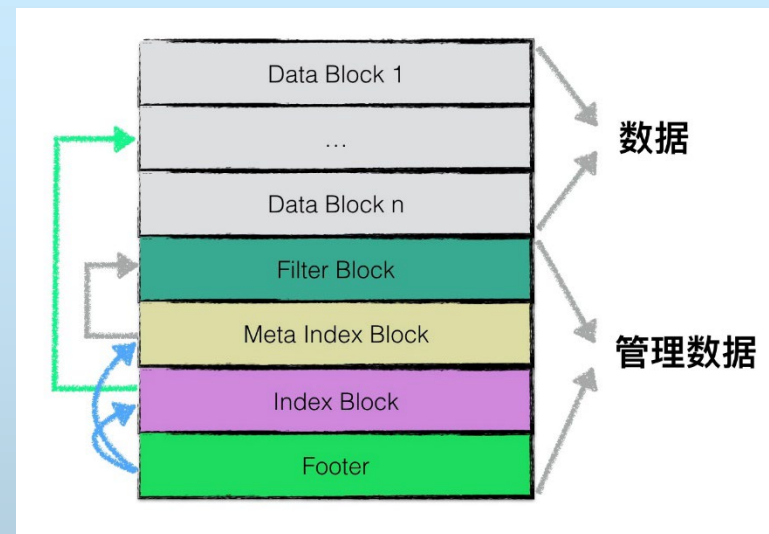 Data Block 1
...
Data Block n
Filter Block
Meta Index Block
Index Block
Footer
数据
管理数据